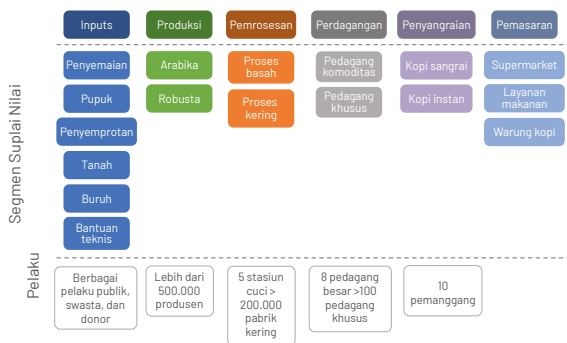 Inputs
Produksi
Pemrosesan
Perdagangan
Penyangraian
Pemasaran
Segmen Suplai Nilai
Penyemaian
Pupuk
Penyemprotan
Tanah
Buruh
Bantuan
teknis
Arabika
Robusta
Proses
basah
Proses
kering
Pedagang
komoditas
Pedagang
khusus
Kopi sangrai
Kopi instan
Supermarket
Layanan
makanan
Warung kopi
Pelaku
Berbagai
pelaku publik,
swasta, dan
donor
Lebih dari
500.000
produsen
5 stasiun
cuci >
200.000
pabrik
kering
8 pedagang
besar >100
pedagang
khusus
10
pemanggang